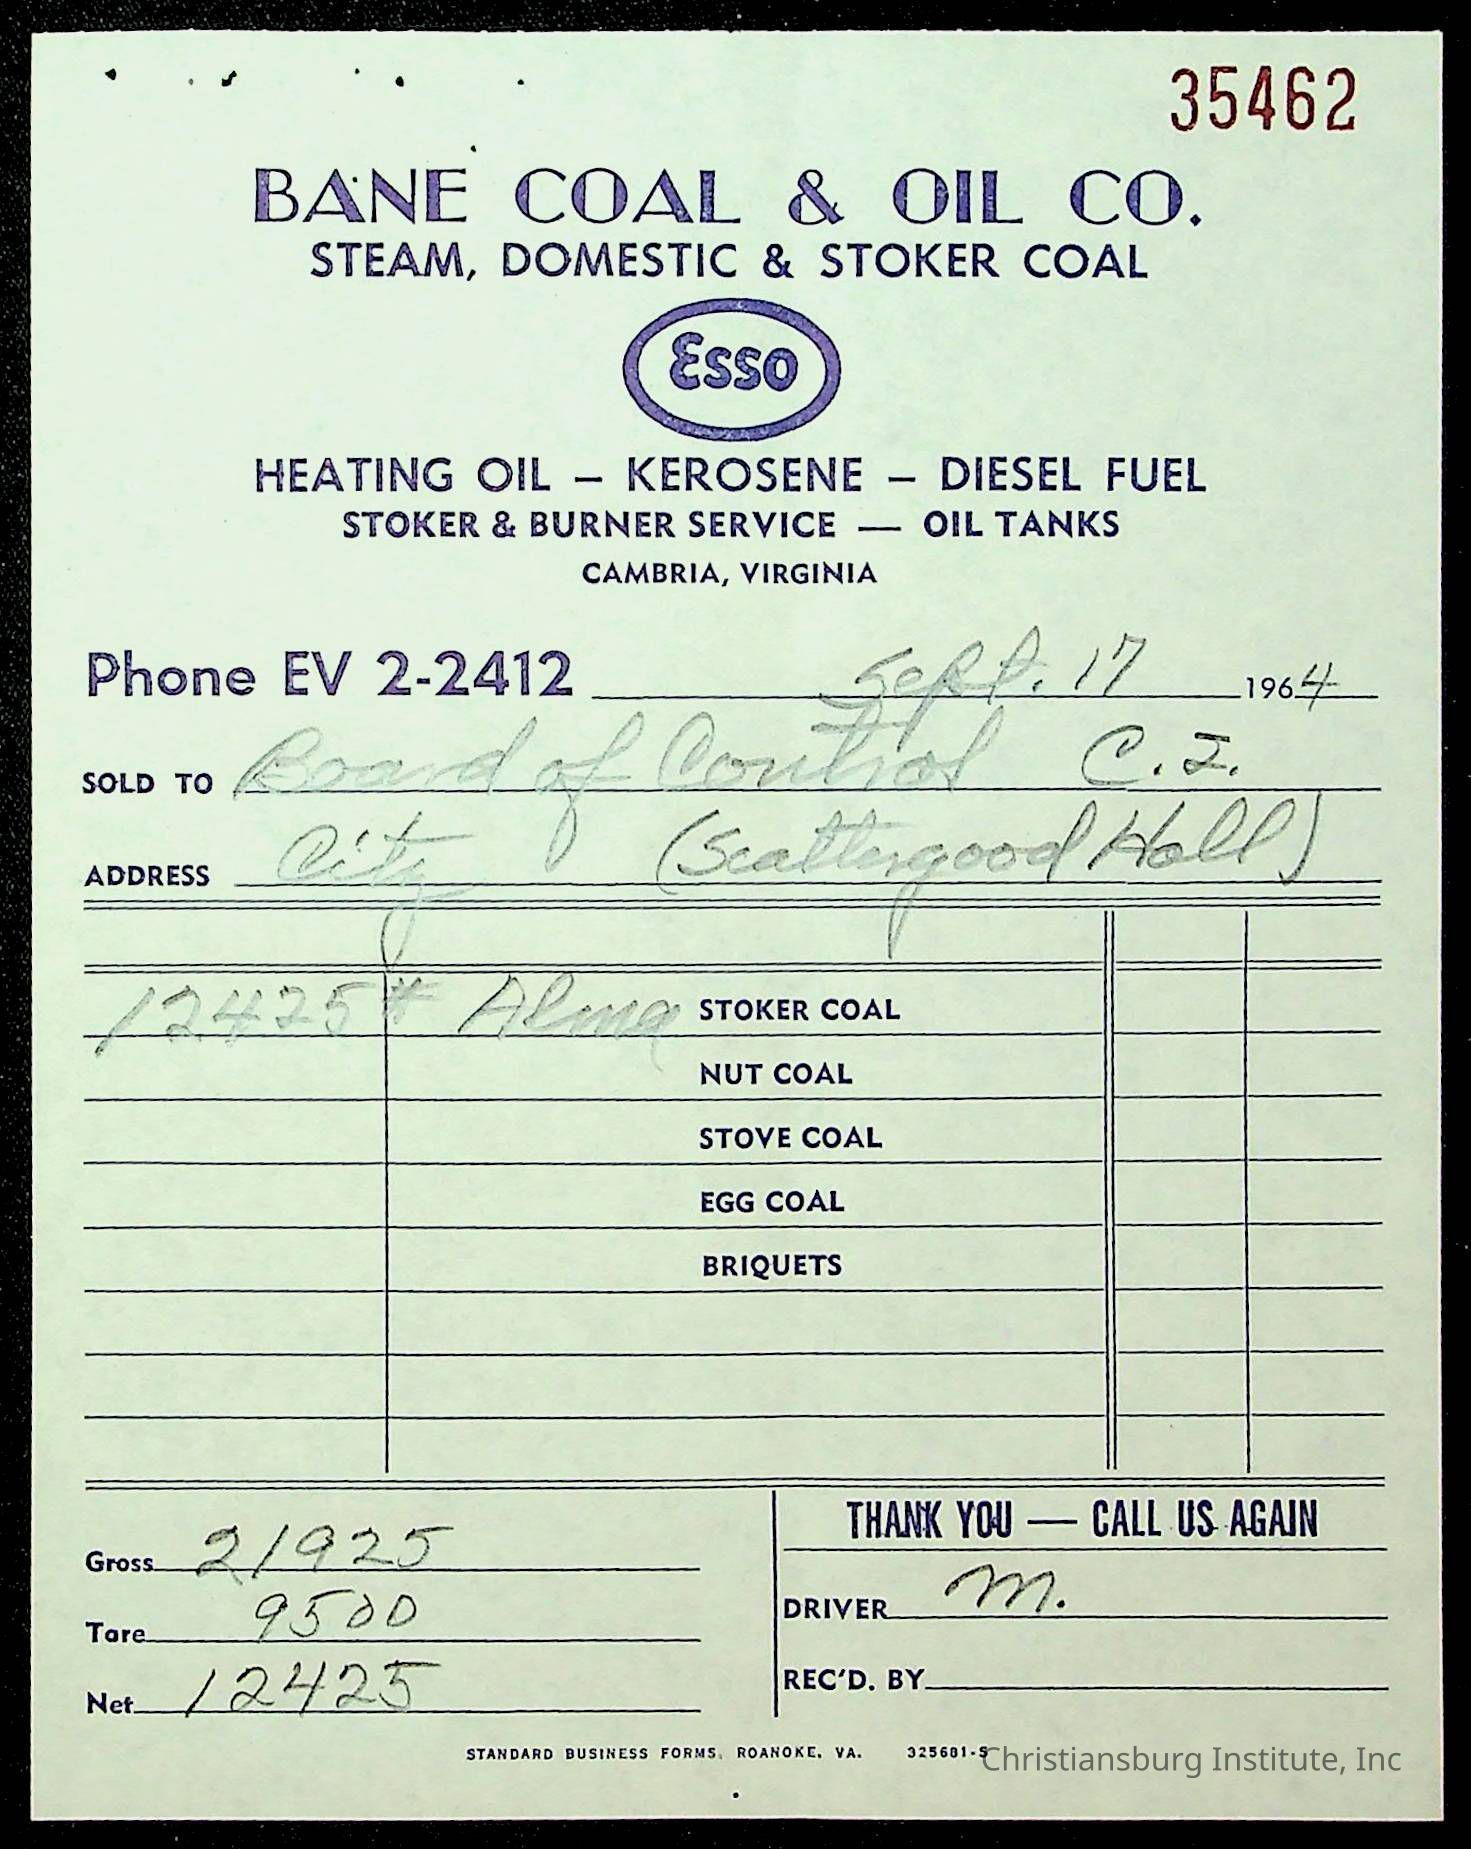 35462
BANE COAL & OIL CO.
STEAM, DOMESTIC & STOKER COAL
Esso
HEATING OIL – KEROSENE – DIESEL FUEL
STOKER & BURNER SERVICE — OIL TANKS
CAMBRIA, VIRGINIA
Phone EV 2-2412 Sept. 17 1964
SOLD TO Board of Control C. I.
ADDRESS City (Scattergood Hall)
12425# Alma STOKER COAL
NUT COAL
STOVE COAL
EGG COAL
BRIQUETS
THANK YOU — CALL US AGAIN
Gross 21925
DRIVER M.
Tare 9500
REC'D. BY
Net 12425
STANDARD BUSINESS FORMS, ROANOKE, VA. 325681-S
Christiansburg Institute, Inc